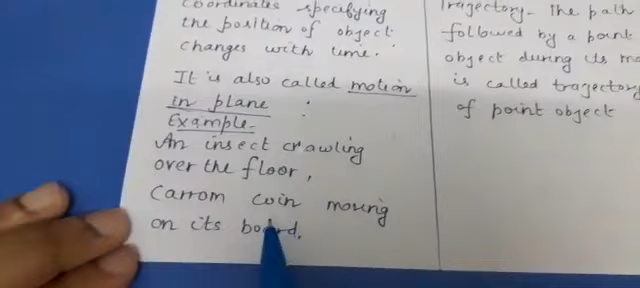 coordinates specifying
the position of object
changes with time.
It is also called motion
in plane :
Example-
An insect crawling
over the floor,
Carrom coin moving
on its board.
Trajectory- The path
followed by a point
object during its
is called trajectory
of point object